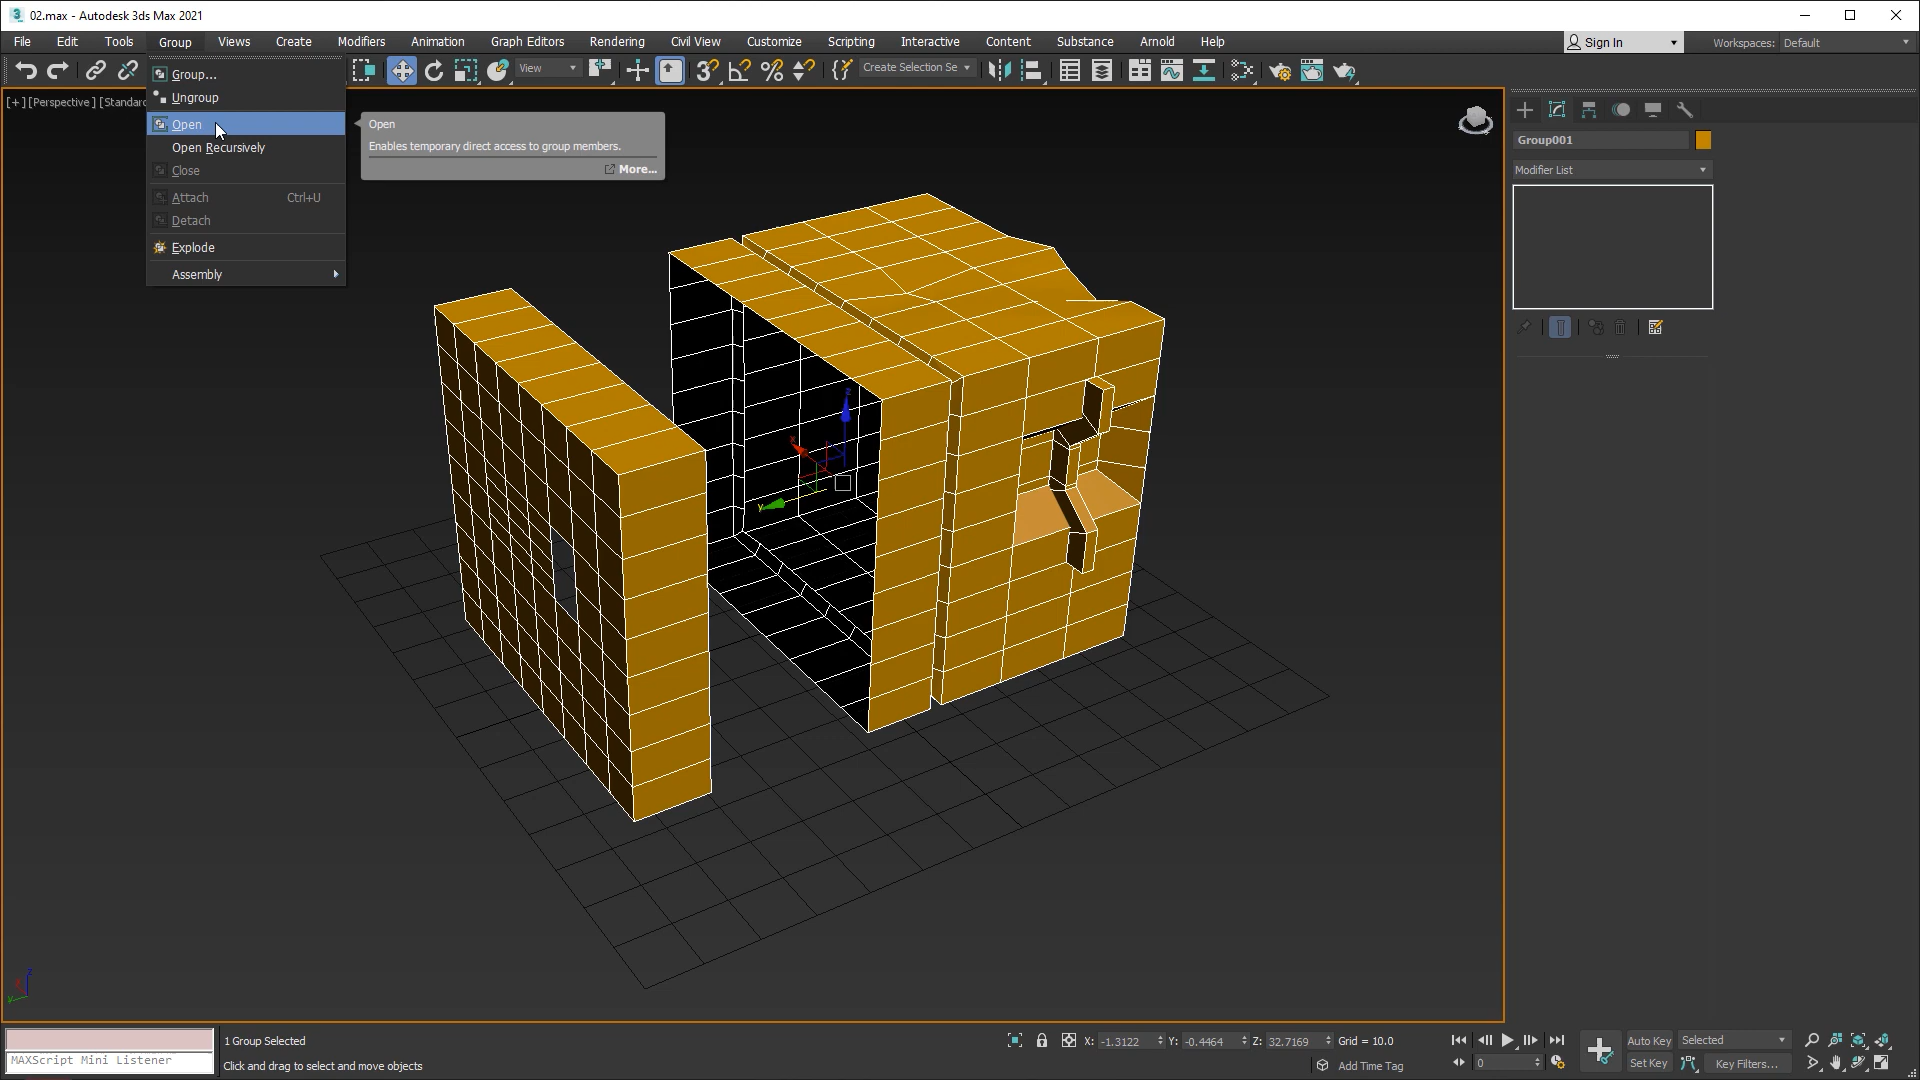 02.max - Autodesk 3ds Max 2021
File Edit Tools Group Views Create Modifiers Animation Graph Editors Rendering Civil View Customize Scripting Interactive Content Substance Arnold Help
Sign In
Workspaces: Default
View
Create Selection Se
[+] [Perspective] [Standard
Group...
Ungroup
Open
Open Recursively
Close
Attach Ctrl+U
Detach
Explode
Assembly
Open
Enables temporary direct access to group members.
More...
Group001
Modifier List
z
x
y
z
y
1 Group Selected
MAXScript Mini Listener
Click and drag to select and move objects
X: -1.3122 Y: -0.4464 Z: 32.7169 Grid = 10.0
Add Time Tag
0
Auto Key Selected
Set Key Key Filters...